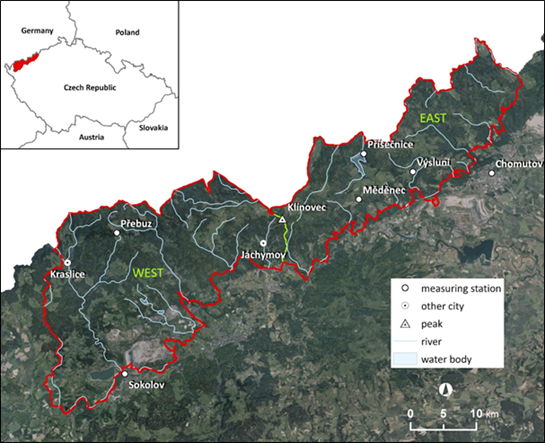 Germany
Poland
Czech Republic
Slovakia
Austria
EAST
Přísečnice
Výsluní
Chomutov
Měděnec
Klínovec
Přebuz
Jáchymov
Kraslice
WEST
Sokolov
measuring station
other city
peak
river
water body
0 5 10 km